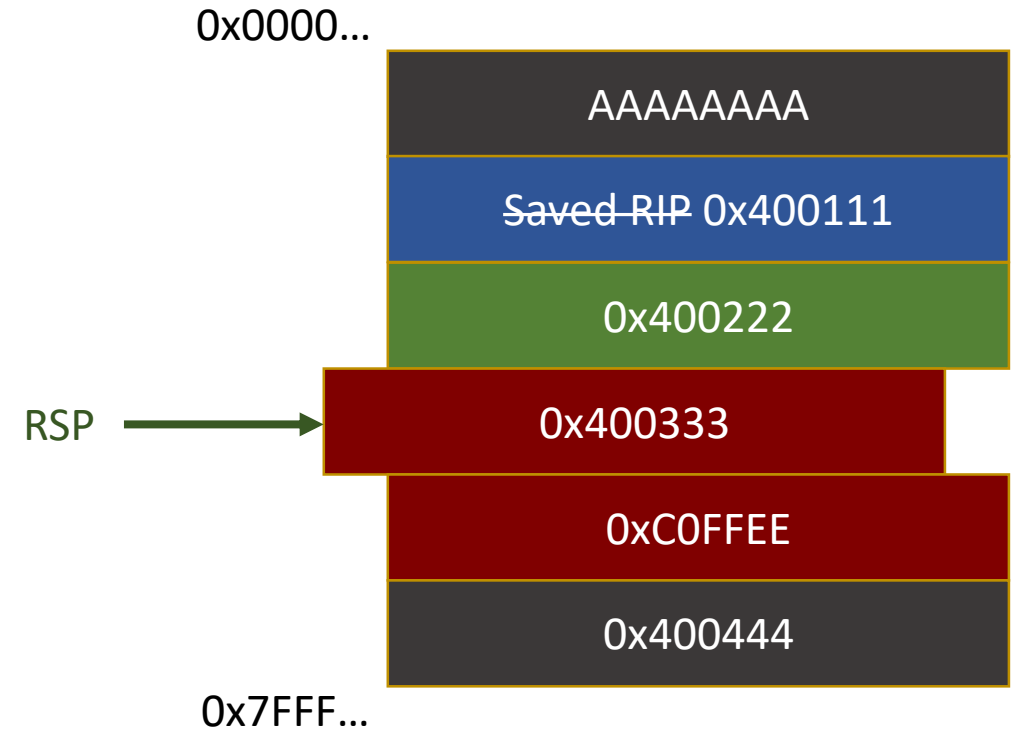 0x0000…
AAAAAAAA
Saved RIP 0x400111
0x400222
RSP
0x400333
0xC0FFEE
0x400444
0x7FFF…